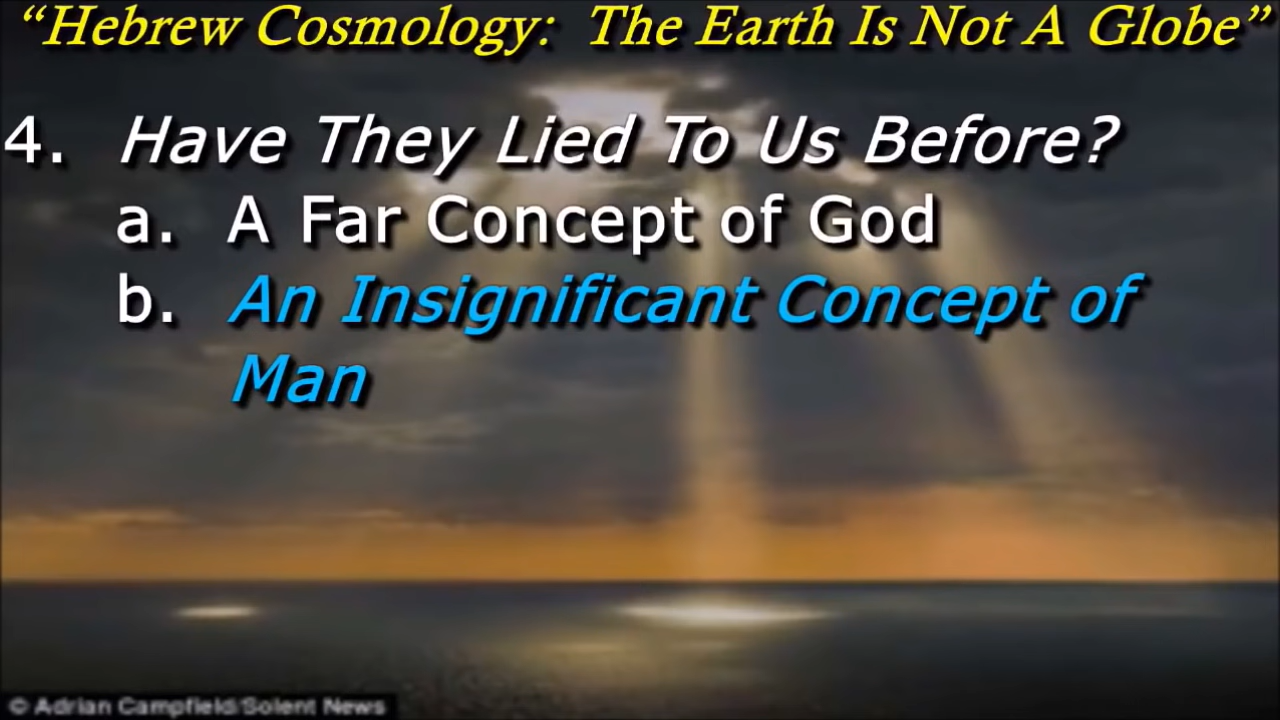 “Hebrew Cosmology: The Earth Is Not A Globe”
4. Have They Lied To Us Before?
a. A Far Concept of God
b. An Insignificant Concept of
Man
© Adrian Campfield/Solent News